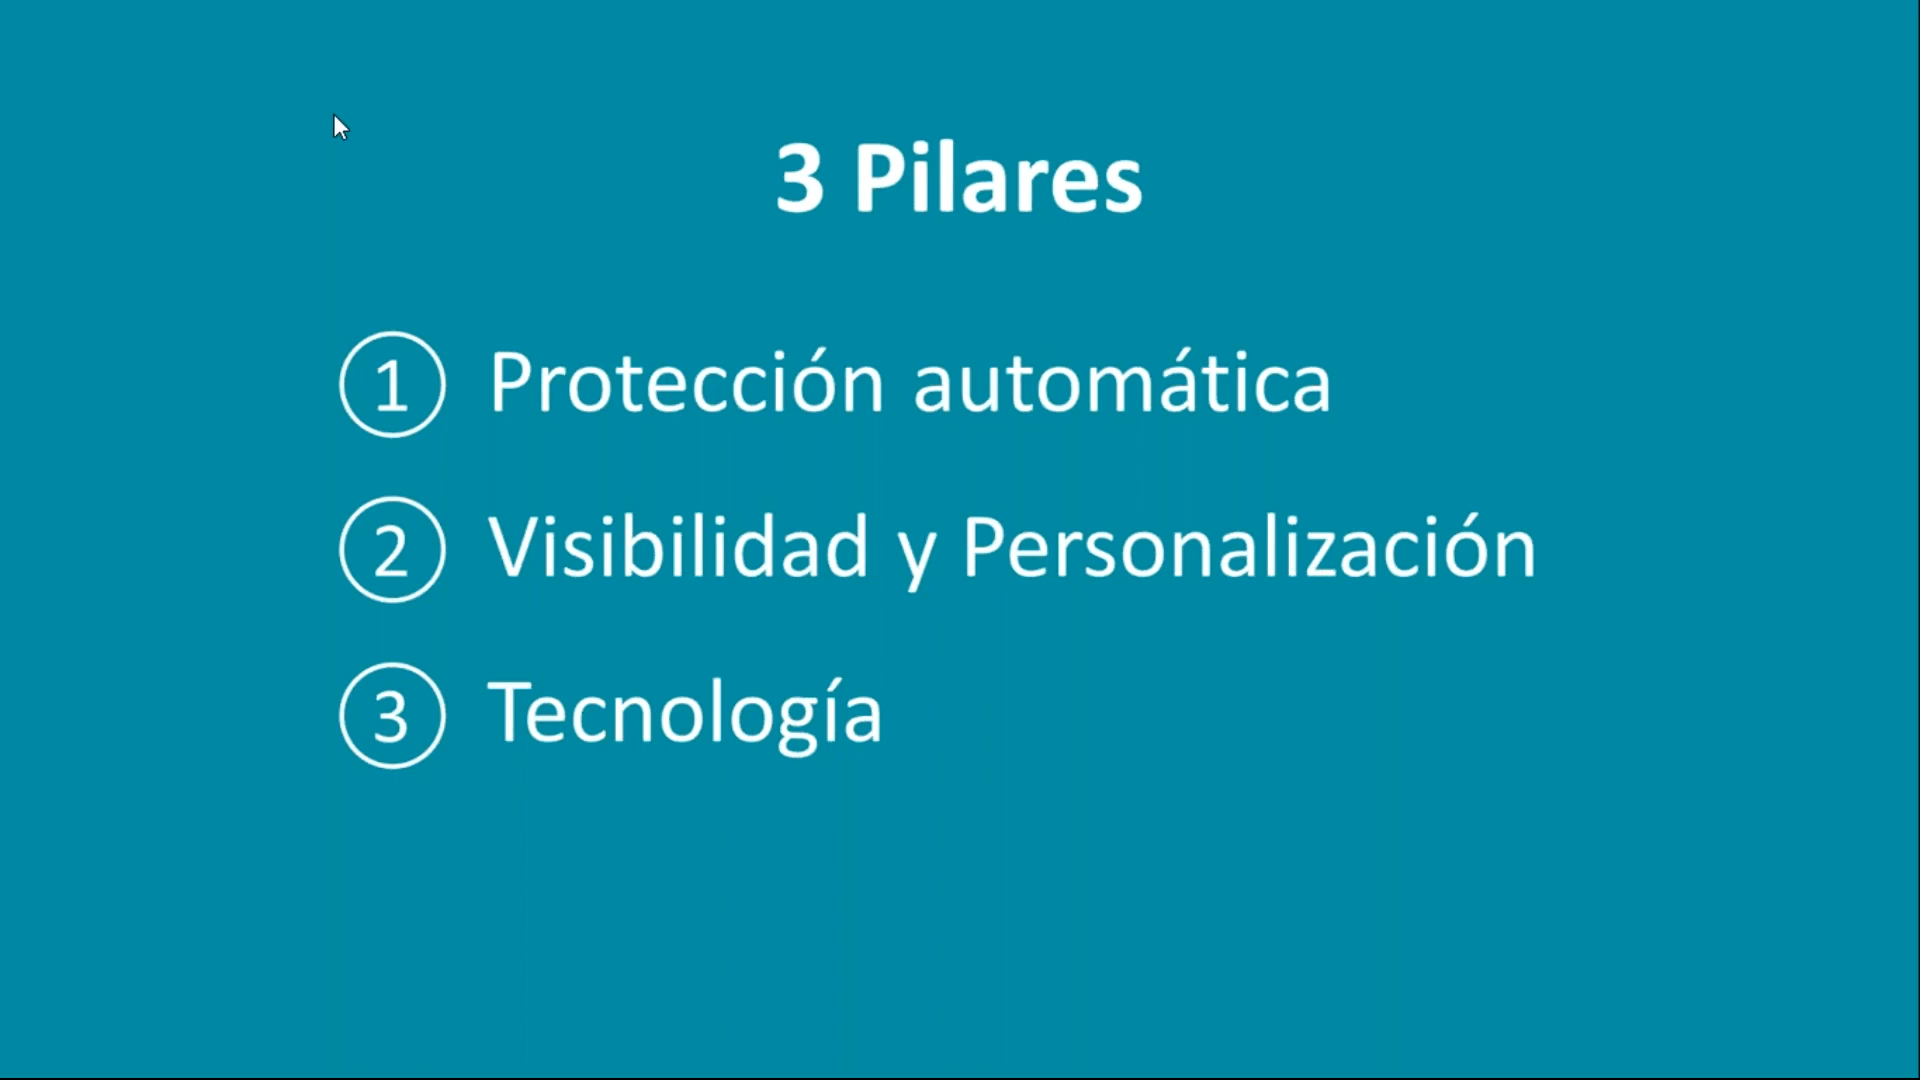 3 Pilares
1 Protección automática
2 Visibilidad y Personalización
3 Tecnología